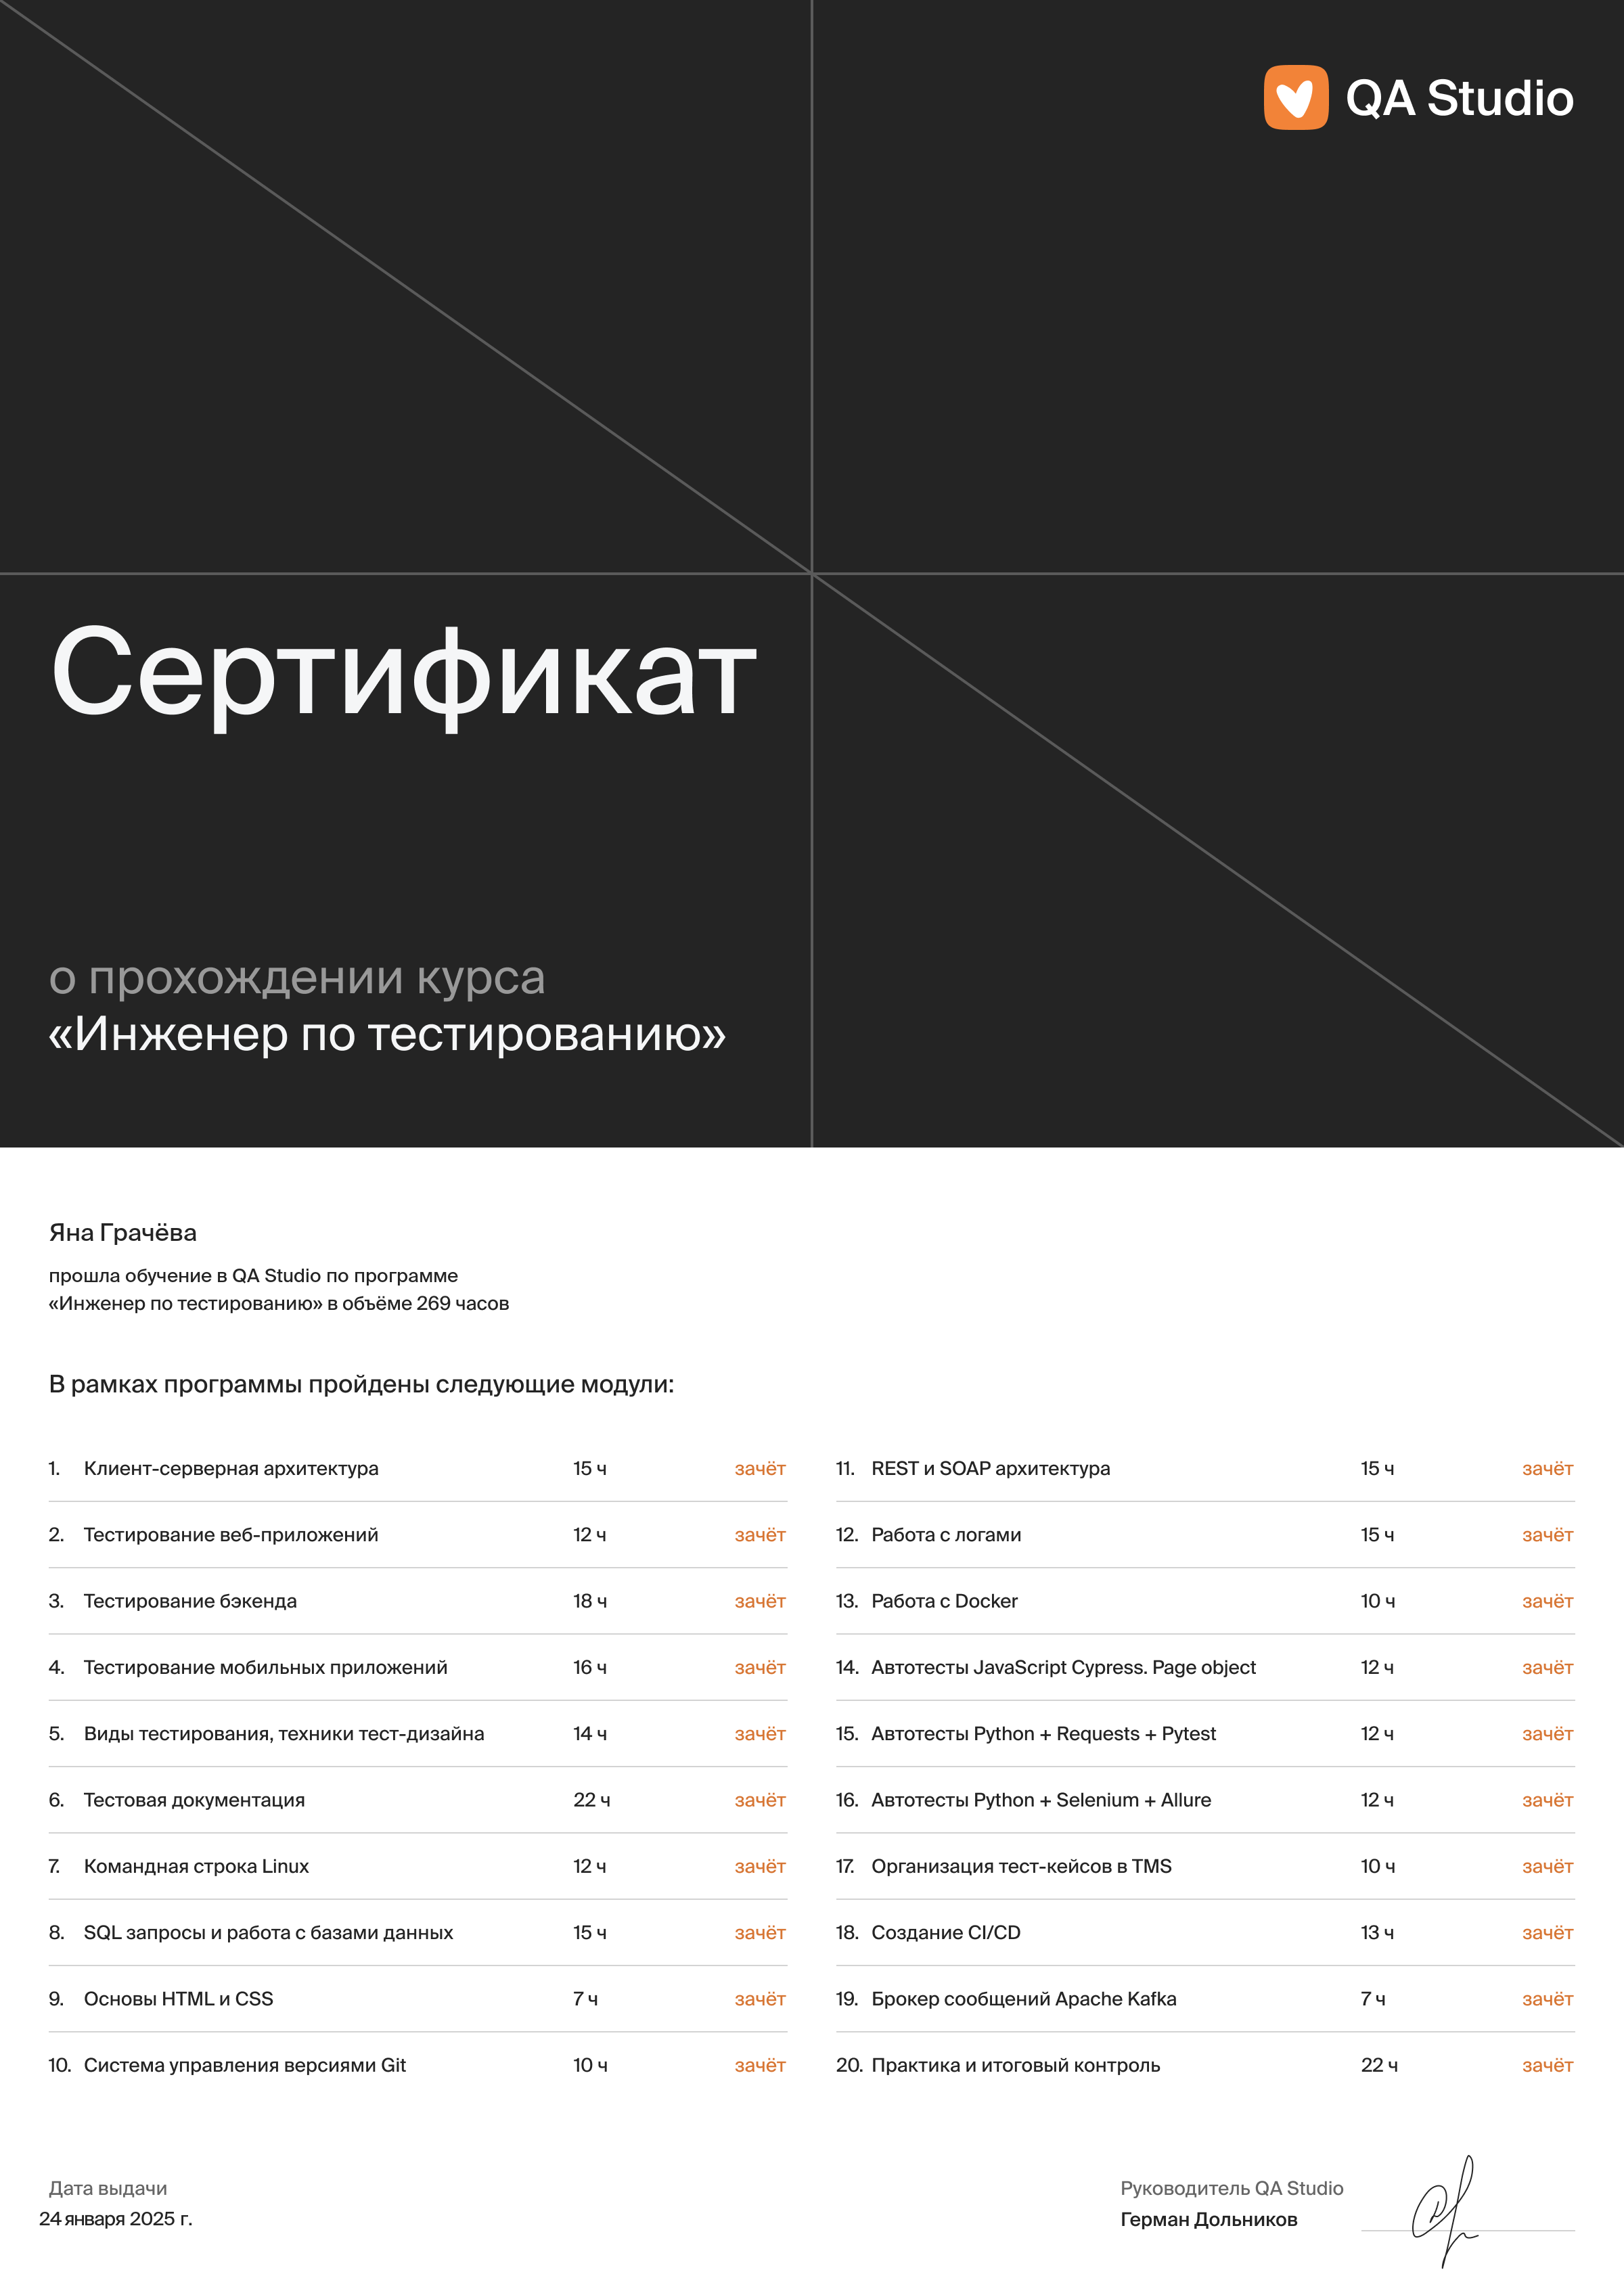 QA Studio
Сертификат
о прохождении курса
«Инженер по тестированию»
Яна Грачёва
прошла обучение в QA Studio по программе
«Инженер по тестированию» в объёме 269 часов
В рамках программы пройдены следующие модули:
1. Клиент-серверная архитектура 15 ч зачёт
2. Тестирование веб-приложений 12 ч зачёт
3. Тестирование бэкенда 18 ч зачёт
4. Тестирование мобильных приложений 16 ч зачёт
5. Виды тестирования, техники тест-дизайна 14 ч зачёт
6. Тестовая документация 22 ч зачёт
7. Командная строка Linux 12 ч зачёт
8. SQL запросы и работа с базами данных 15 ч зачёт
9. Основы HTML и CSS 7 ч зачёт
10. Система управления версиями Git 10 ч зачёт
11. REST и SOAP архитектура 15 ч зачёт
12. Работа с логами 15 ч зачёт
13. Работа с Docker 10 ч зачёт
14. Автотесты JavaScript Cypress. Page object 12 ч зачёт
15. Автотесты Python + Requests + Pytest 12 ч зачёт
16. Автотесты Python + Selenium + Allure 12 ч зачёт
17. Организация тест-кейсов в TMS 10 ч зачёт
18. Создание CI/CD 13 ч зачёт
19. Брокер сообщений Apache Kafka 7 ч зачёт
20. Практика и итоговый контроль 22 ч зачёт
Дата выдачи
24 января 2025 г.
Руководитель QA Studio
Герман Дольников